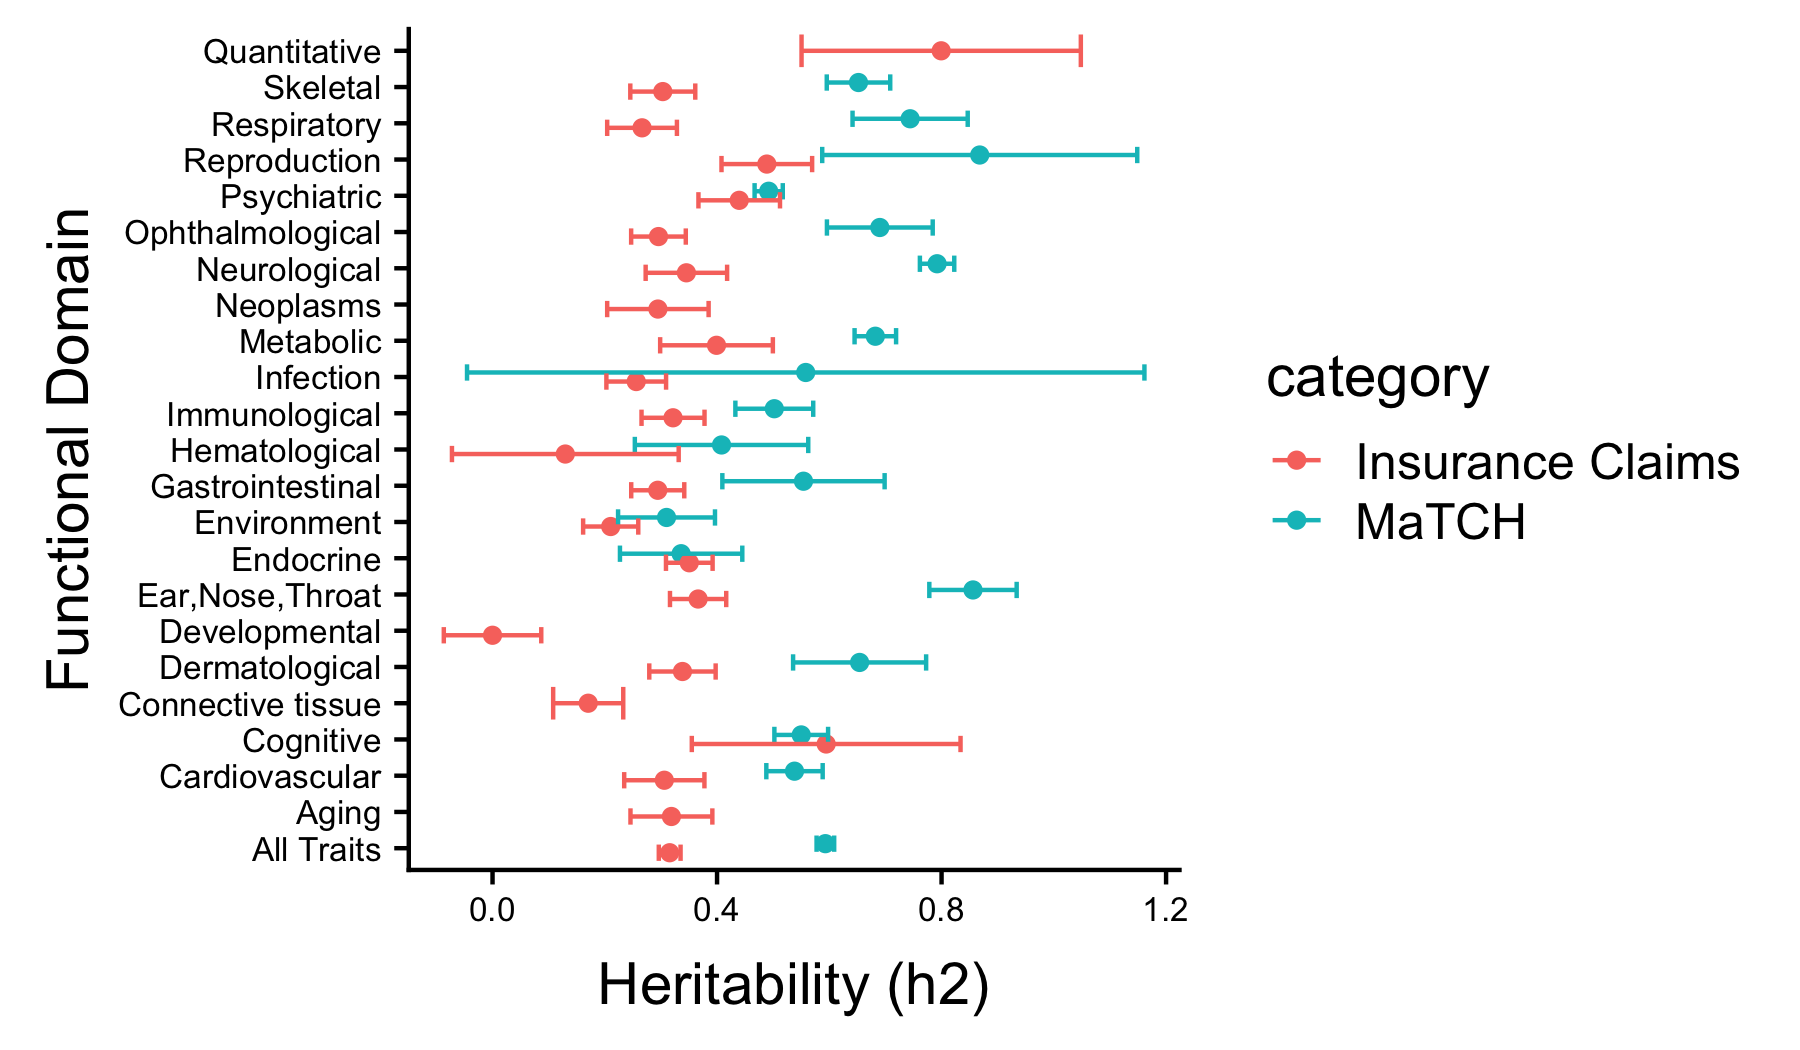 Functional Domain
Quantitative
Skeletal
Respiratory
Reproduction
Psychiatric
Ophthalmological
Neurological
Neoplasms
Metabolic
Infection
Immunological
Hematological
Gastrointestinal
Environment
Endocrine
Ear,Nose,Throat
Developmental
Dermatological
Connective tissue
Cognitive
Cardiovascular
Aging
All Traits
0.0 0.4 0.8 1.2
Heritability (h2)
category
Insurance Claims
MaTCH